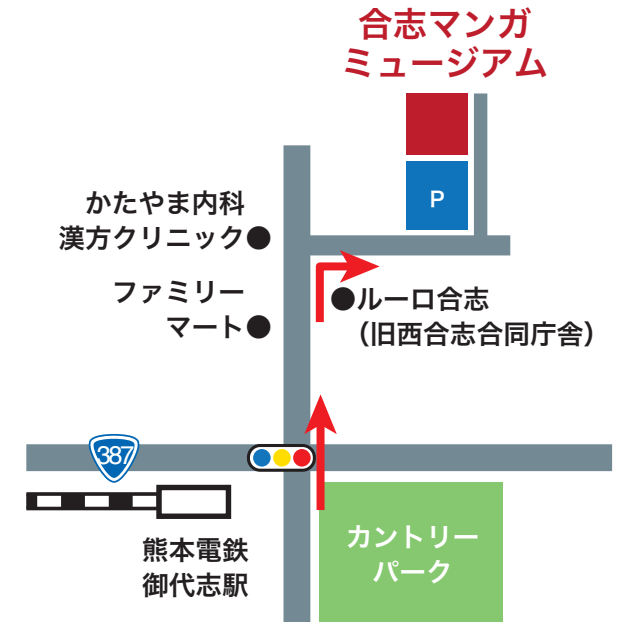 合志マンガ
ミュージアム
P
かたやま内科
漢方クリニック●
ファミリー
マート●
●ルーロ合志
（旧西合志合同庁舎）
387
熊本電鉄
御代志駅
カントリー
パーク